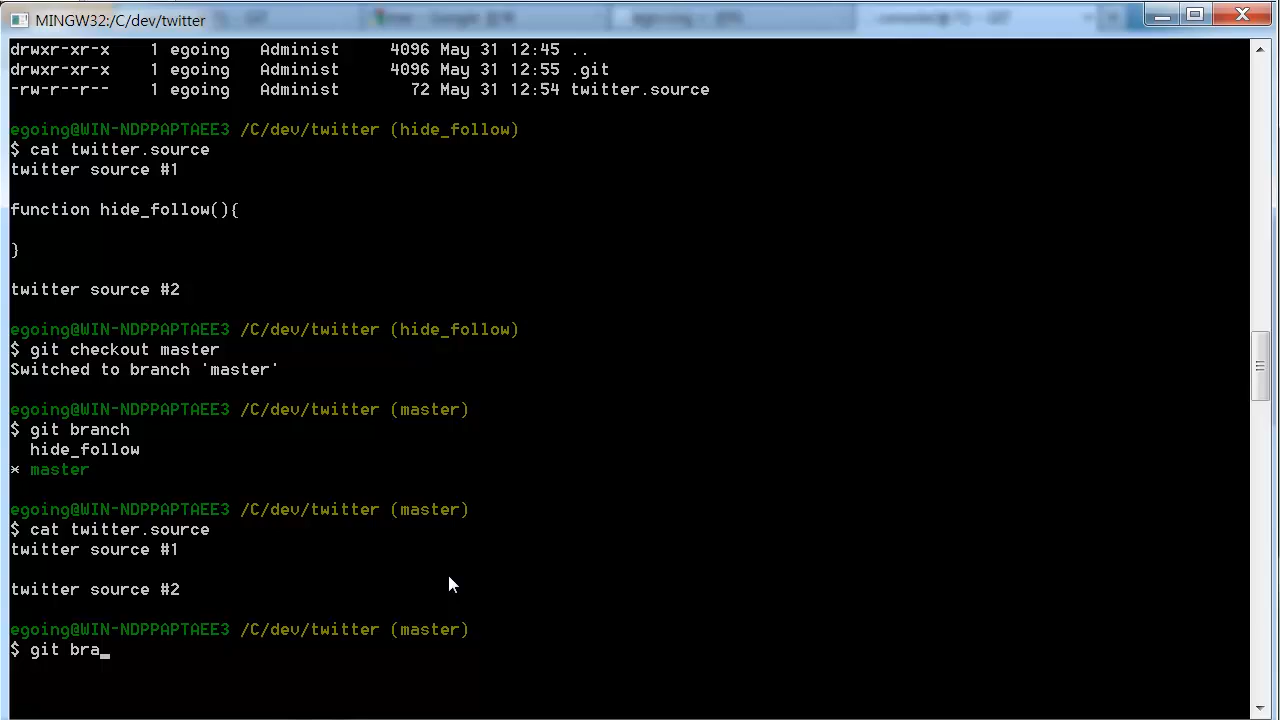 MINGW32:/C/dev/twitter
drwxr-xr-x 1 egoing Administ 4096 May 31 12:45 ..
drwxr-xr-x 1 egoing Administ 4096 May 31 12:55 .git
-rw-r--r-- 1 egoing Administ 72 May 31 12:54 twitter.source
egoing@WIN-NDPPAPTAEE3 /C/dev/twitter (hide_follow)
$ cat twitter.source
twitter source #1
function hide_follow(){
}
twitter source #2
egoing@WIN-NDPPAPTAEE3 /C/dev/twitter (hide_follow)
$ git checkout master
Switched to branch 'master'
egoing@WIN-NDPPAPTAEE3 /C/dev/twitter (master)
$ git branch
hide_follow
* master
egoing@WIN-NDPPAPTAEE3 /C/dev/twitter (master)
$ cat twitter.source
twitter source #1
twitter source #2
egoing@WIN-NDPPAPTAEE3 /C/dev/twitter (master)
$ git bra_